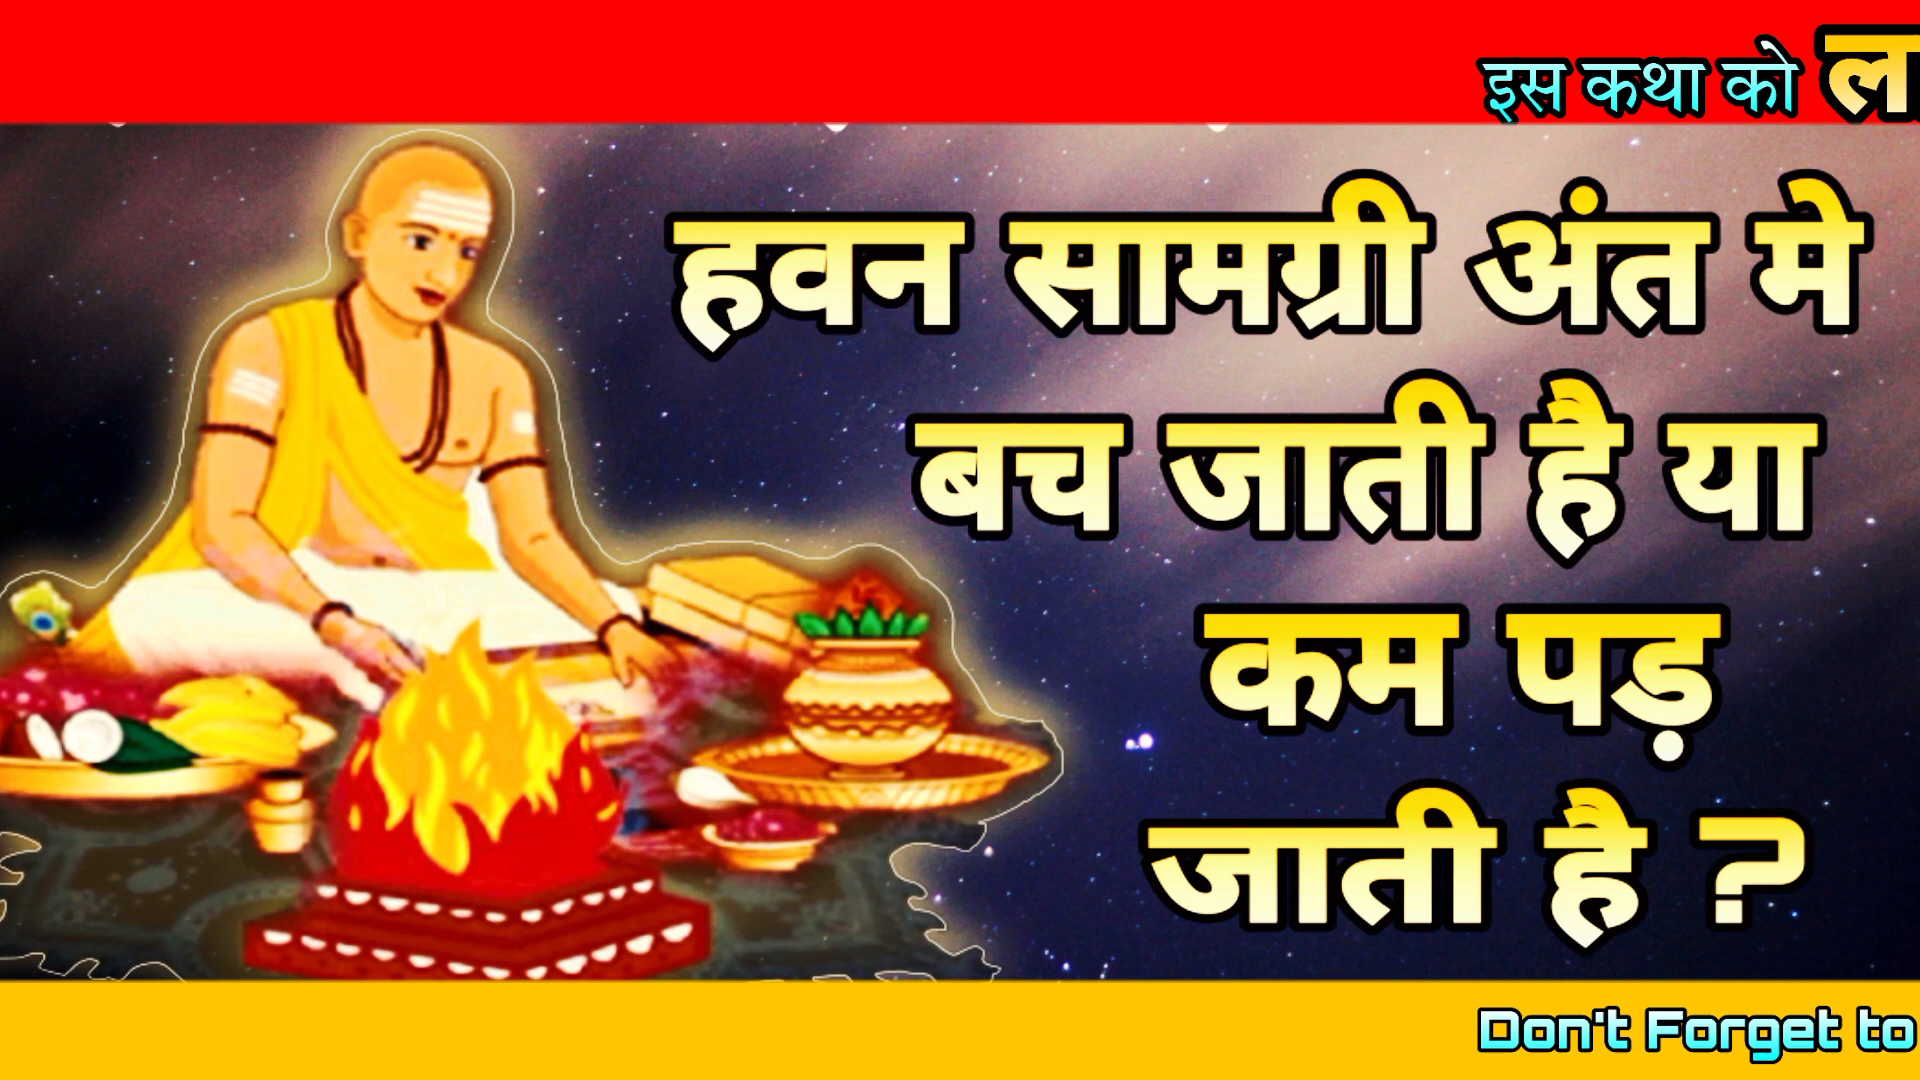 इस कथा को ल
हवन सामग्री अंत मे
बच जाती है या
कम पड़
जाती है ?
Don't Forget to